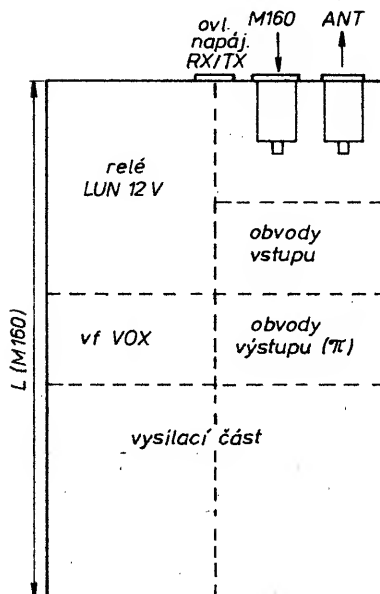 ovl.
napáj.
RX/TX
M160
ANT
relé
LUN 12 V
obvody
vstupu
vf VOX
obvody
výstupu (π)
vysílací část
L (M160)